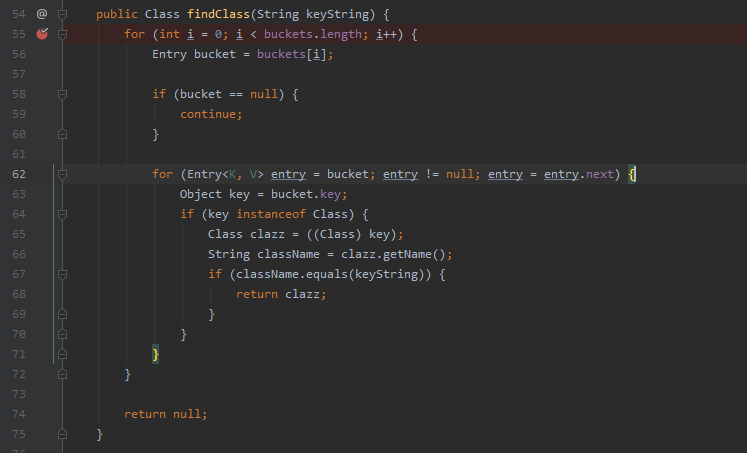 54 @ public Class findClass(String keyString) {
55 for (int i = 0; i < buckets.length; i++) {
56 Entry bucket = buckets[i];
57
58 if (bucket == null) {
59 continue;
60 }
61
62 for (Entry<K, V> entry = bucket; entry != null; entry = entry.next) {
63 Object key = bucket.key;
64 if (key instanceof Class) {
65 Class clazz = ((Class) key);
66 String className = clazz.getName();
67 if (className.equals(keyString)) {
68 return clazz;
69 }
70 }
71 }
72 }
73
74 return null;
75 }